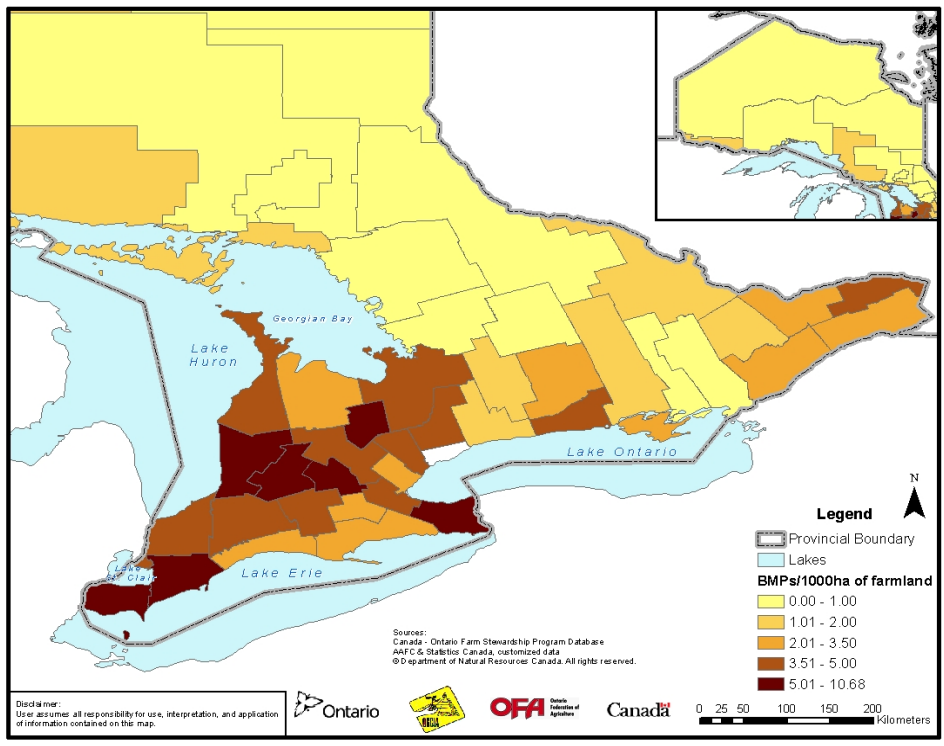 Georgian Bay
Lake
Huron
Lake Ontario
Lake
St. Clair
Lake Erie
N
Legend
Provincial Boundary
Lakes
BMPs/1000ha of farmland
0.00 - 1.00
1.01 - 2.00
2.01 - 3.50
3.51 - 5.00
5.01 - 10.68
Sources:
Canada - Ontario Farm Stewardship Program Database
AAFC & Statistics Canada, customized data
© Department of Natural Resources Canada. All rights reserved.
Disclaimer:
User assumes all responsibility for use, interpretation, and application
of information contained on this map.
Ontario
OSCIA
OFA
Ontario
Federation of
Agriculture
Canada
0 25 50 100 150 200
Kilometers